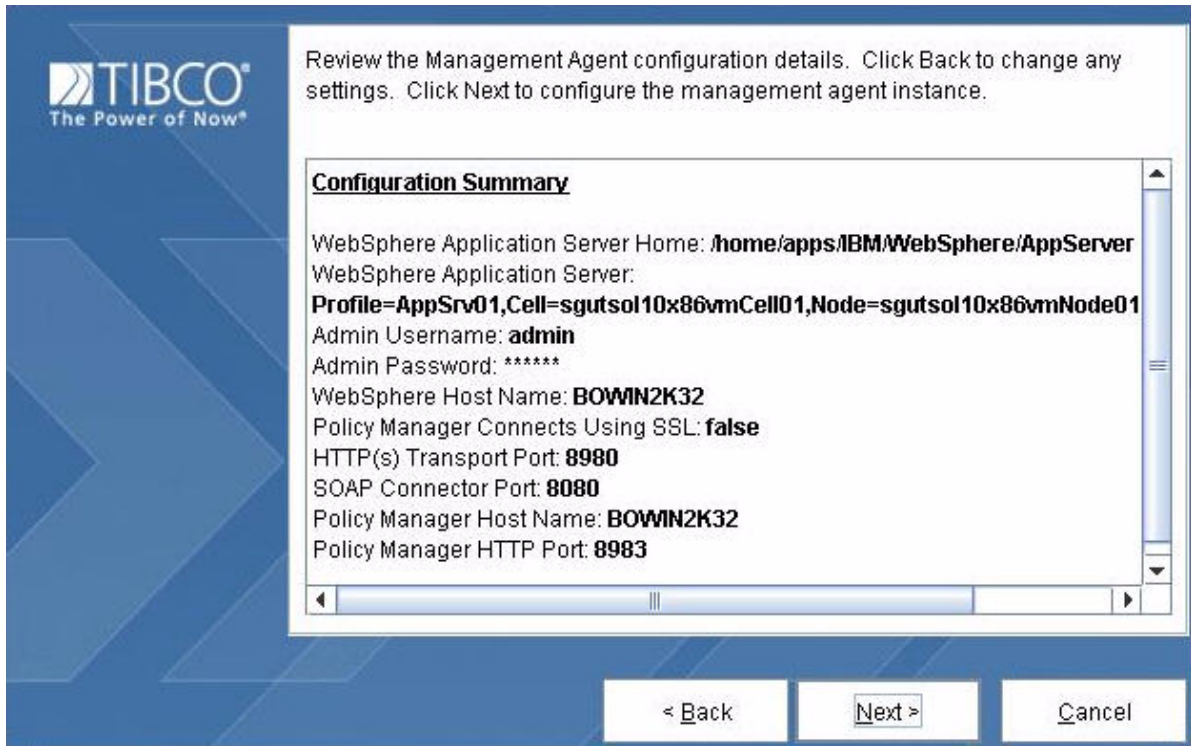 TIBCO®
The Power of Now®
Review the Management Agent configuration details. Click Back to change any
settings. Click Next to configure the management agent instance.
Configuration Summary
WebSphere Application Server Home: /home/apps/IBM/WebSphere/AppServer
WebSphere Application Server:
Profile=AppSrv01,Cell=sgutsol10x86vmCell01,Node=sgutsol10x86vmNode01
Admin Username: admin
Admin Password: ******
WebSphere Host Name: BOWIN2K32
Policy Manager Connects Using SSL: false
HTTP(s) Transport Port: 8980
SOAP Connector Port: 8080
Policy Manager Host Name: BOWIN2K32
Policy Manager HTTP Port: 8983
< Back
Next >
Cancel